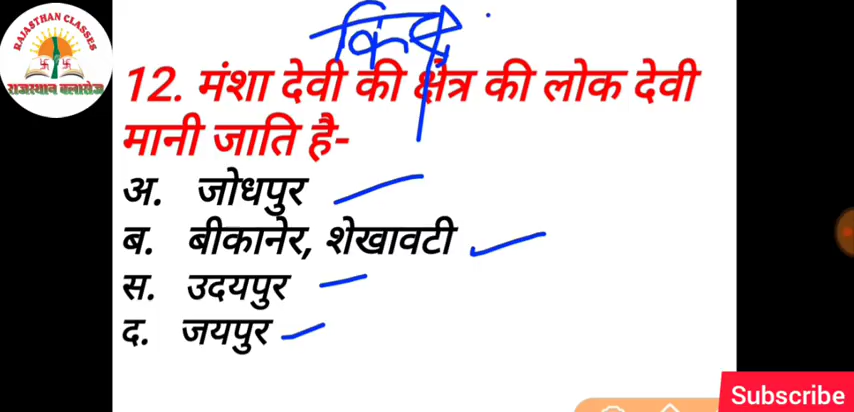 RAJASTHAN CLASSES
राजस्थान क्लासेज
किस
12. मंशा देवी की क्षेत्र की लोक देवी
मानी जाति है-
अ. जोधपुर
ब. बीकानेर, शेखावटी
स. उदयपुर
द. जयपुर
Subscribe